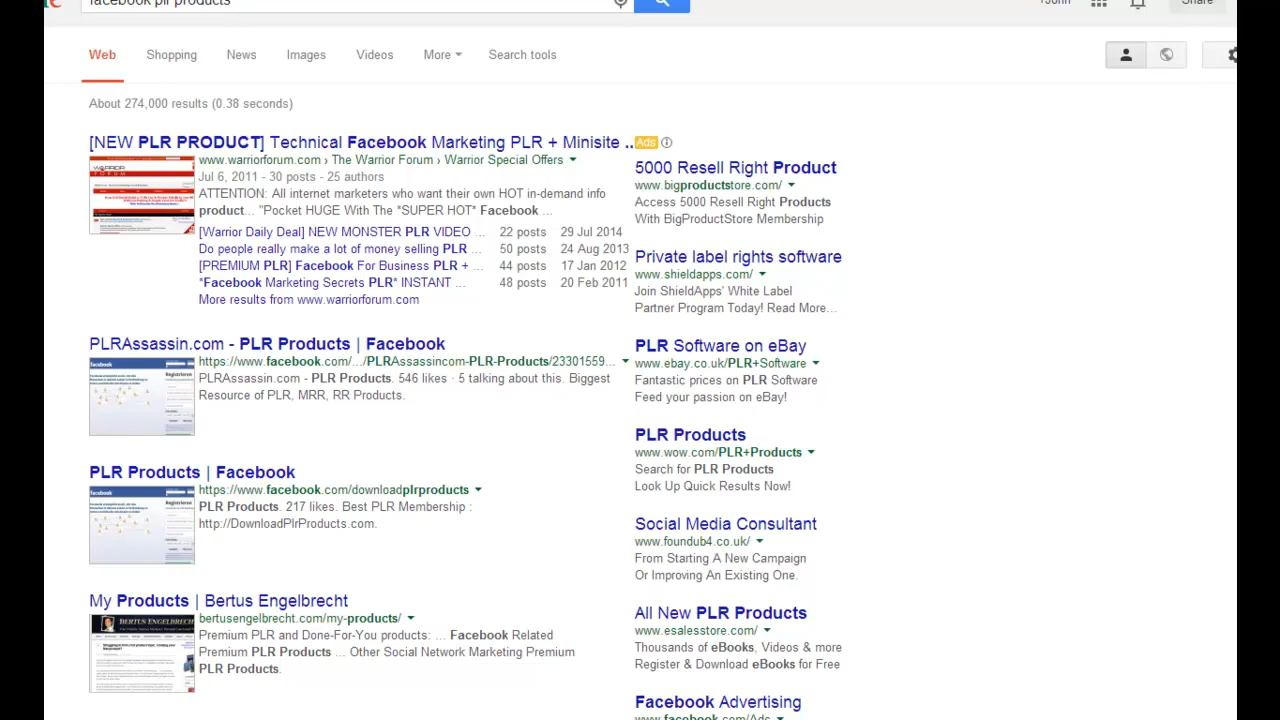 facebook plr products
+John
Share
Web Shopping News Images Videos More Search tools
About 274,000 results (0.38 seconds)
[NEW PLR PRODUCT] Technical Facebook Marketing PLR + Minisite ...
www.warriorforum.com › The Warrior Forum › Warrior Special Offers
Jul 6, 2011 - 30 posts - 25 authors
ATTENTION: All internet marketers who want their own HOT in-demand info
product... "Pocket HUGE With The *SUPER HOT* Facebook ...
[Warrior Daily Deal] NEW MONSTER PLR VIDEO ... 22 posts 29 Jul 2014
Do people really make a lot of money selling PLR ... 50 posts 24 Aug 2013
[PREMIUM PLR] Facebook For Business PLR + ... 44 posts 17 Jan 2012
*Facebook Marketing Secrets PLR* INSTANT ... 48 posts 20 Feb 2011
More results from www.warriorforum.com
PLRAssassin.com - PLR Products | Facebook
https://www.facebook.com/.../PLRAssassincom-PLR-Products/23301559...
PLRAssassin.com - PLR Products. 546 likes · 5 talking about this. Biggest
Resource of PLR, MRR, RR Products.
PLR Products | Facebook
https://www.facebook.com/downloadplrproducts
PLR Products. 217 likes. Best PLR Membership :
http://DownloadPlrProducts.com.
My Products | Bertus Engelbrecht
bertusengelbrecht.com/my-products/
Premium PLR and Done-For-You products: ... Facebook Related
Premium PLR Products ... Other Social Network Marketing Premium
PLR Products.
Ads
5000 Resell Right Product
www.bigproductstore.com/
Access 5000 Resell Right Products
With BigProductStore Membership
Private label rights software
www.shieldapps.com/
Join ShieldApps' White Label
Partner Program Today! Read More...
PLR Software on eBay
www.ebay.co.uk/PLR+Software
Fantastic prices on PLR Software
Feed your passion on eBay!
PLR Products
www.wow.com/PLR+Products
Search for PLR Products
Look Up Quick Results Now!
Social Media Consultant
www.foundub4.co.uk/
From Starting A New Campaign
Or Improving An Existing One.
All New PLR Products
www.esalesstore.com/
Thousands of eBooks, Videos & more
Register & Download eBooks for Free
Facebook Advertising
www.facebook.com/Ads